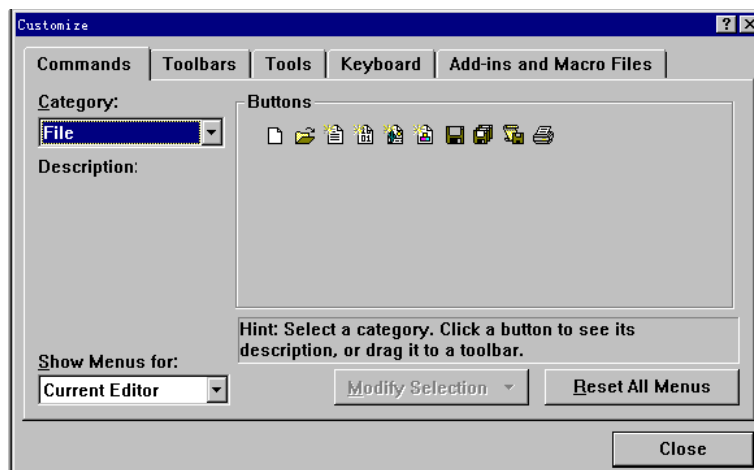 Customize
Commands Toolbars Tools Keyboard Add-ins and Macro Files
Category:
Buttons
File
Description:
Hint: Select a category. Click a button to see its
description, or drag it to a toolbar.
Show Menus for:
Current Editor
Modify Selection
Reset All Menus
Close